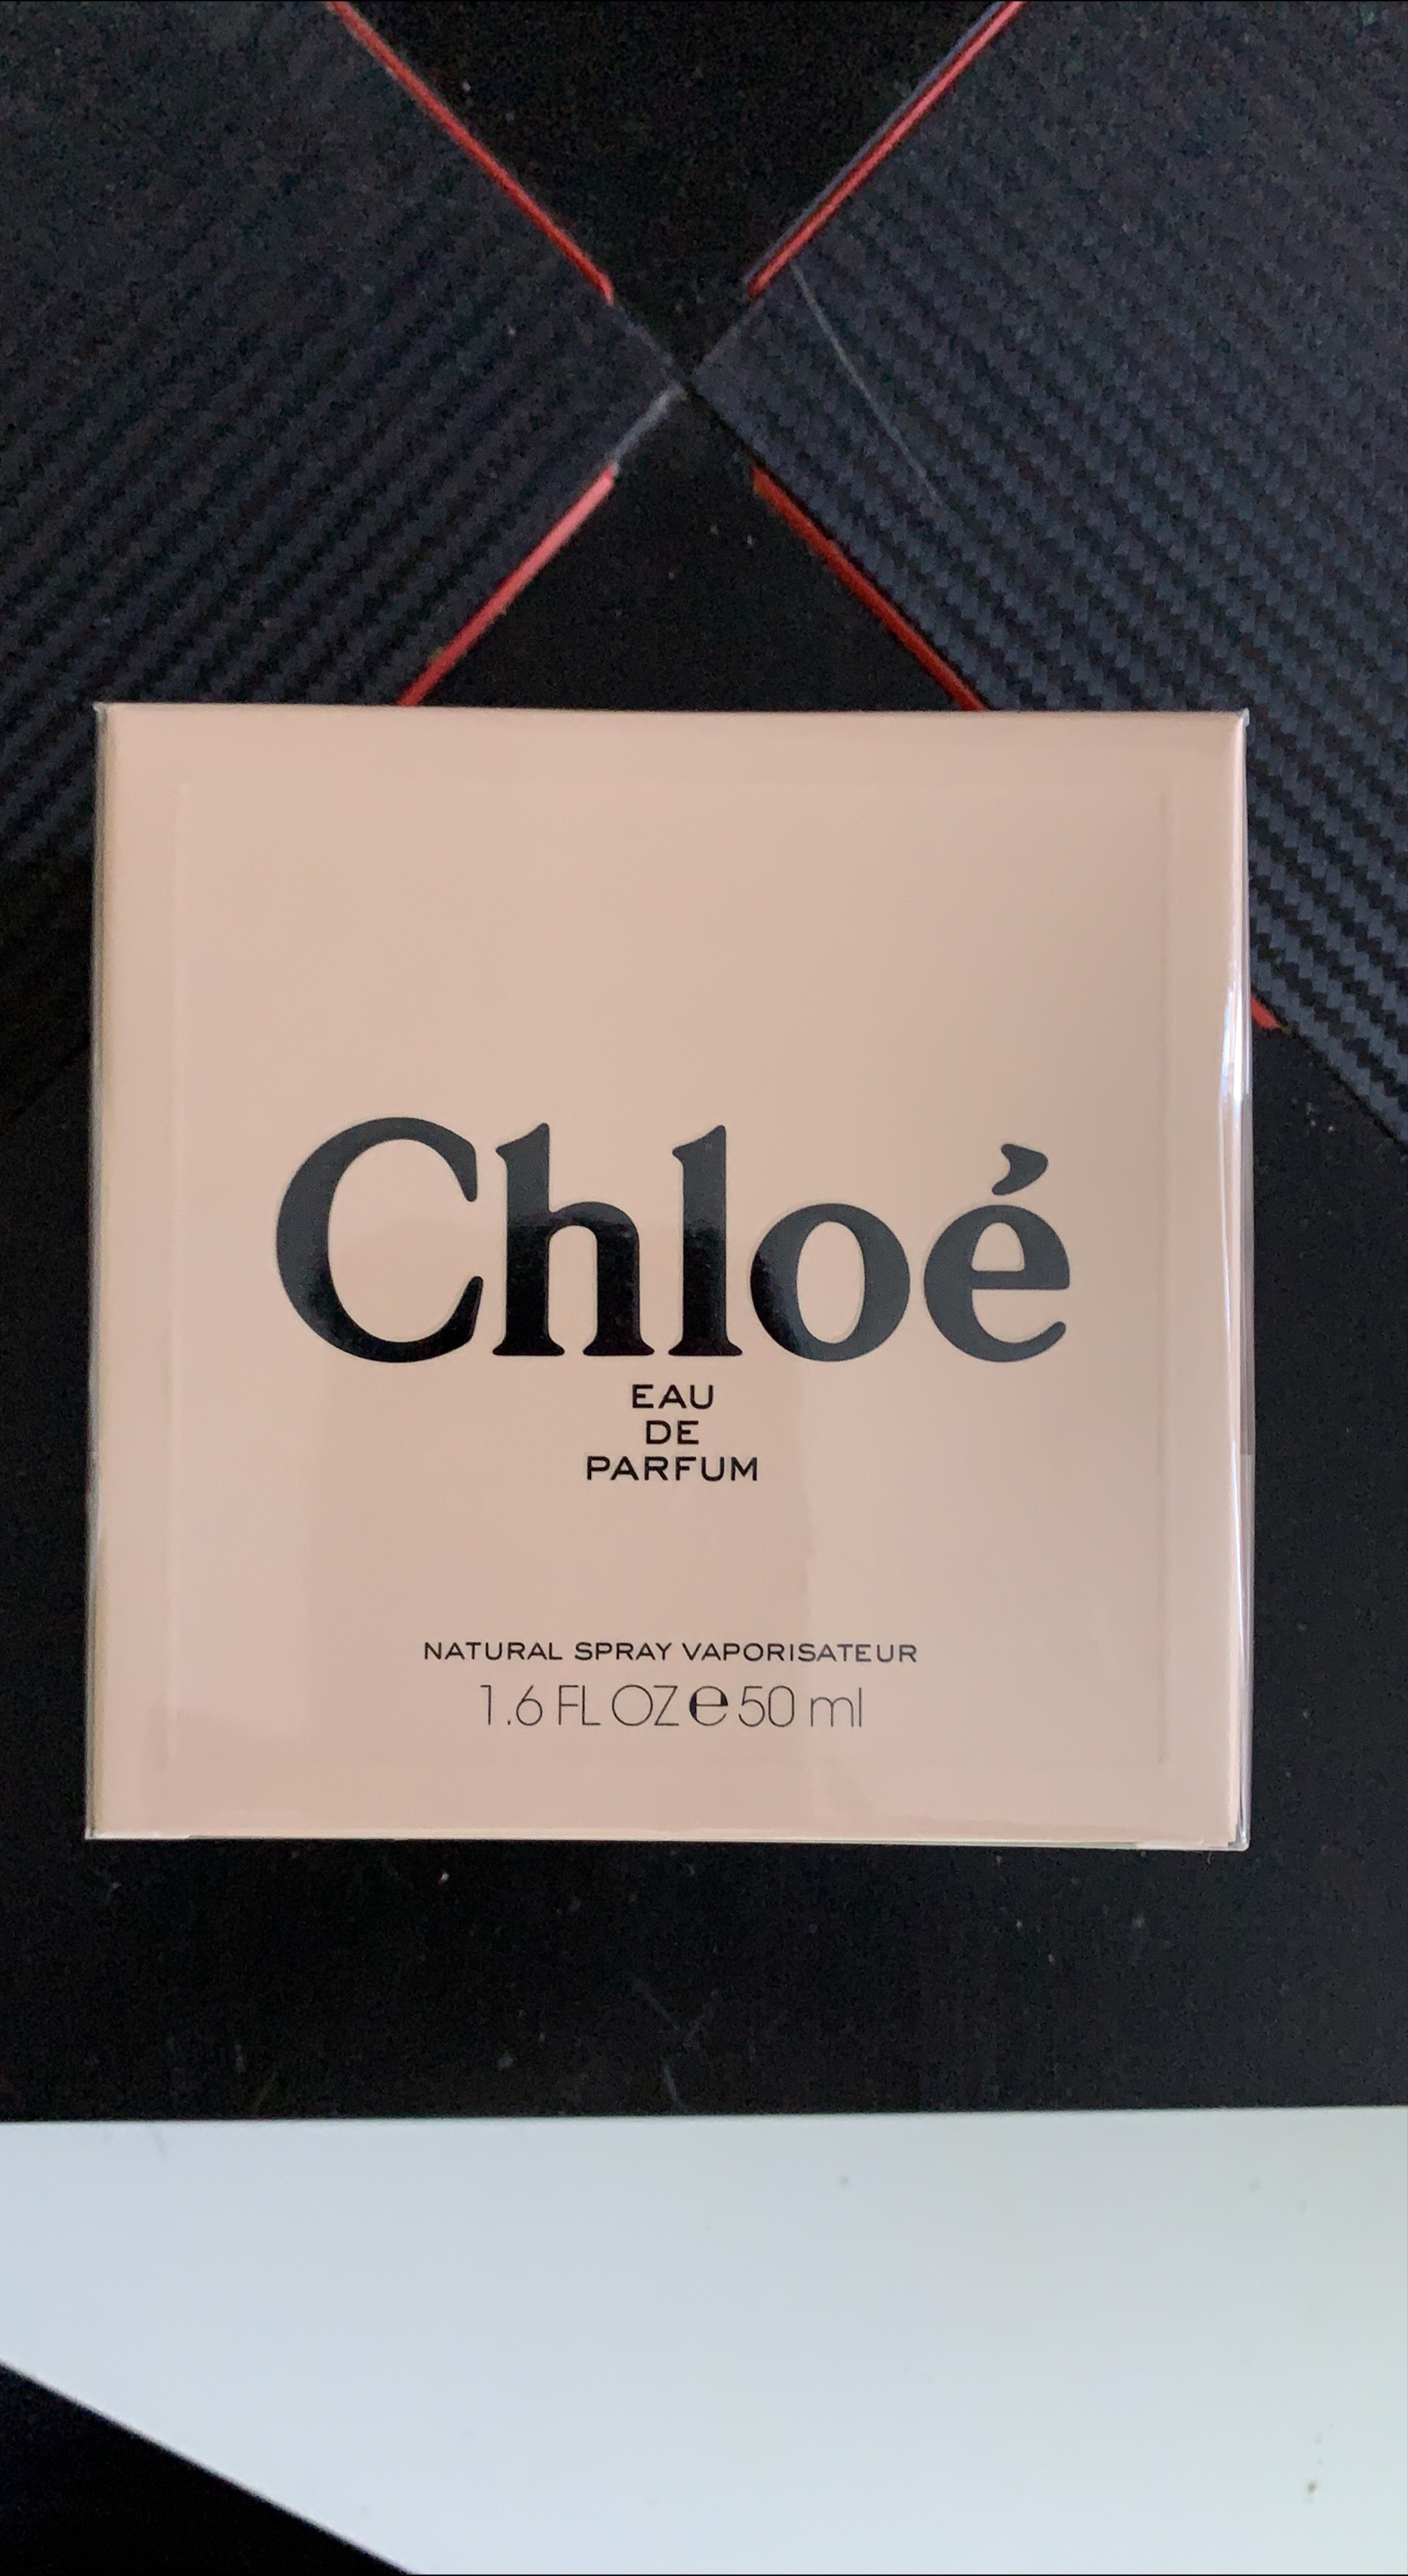 Chloé
EAU
DE
PARFUM
NATURAL SPRAY VAPORISATEUR
1.6 FL OZ e 50 ml